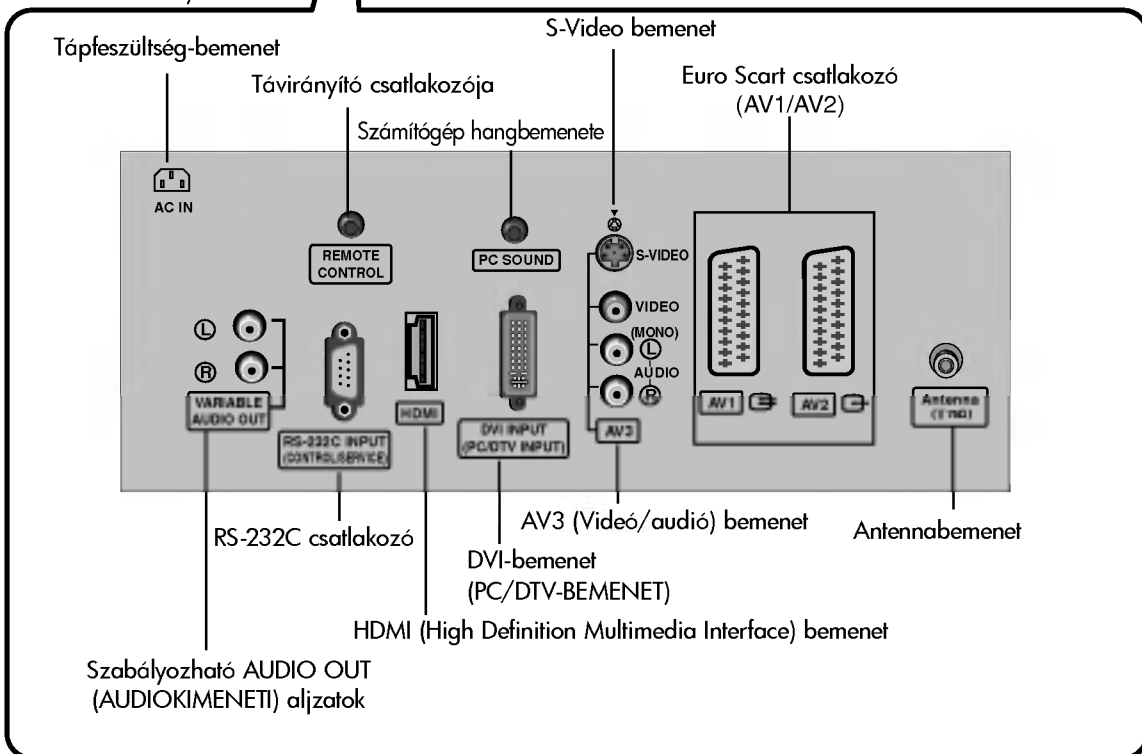 S-Video bemenet
Tápfeszültség-bemenet
Euro Scart csatlakozó
(AV1/AV2)
Távirányító csatlakozója
Számítógép hangbemenete
AC IN
REMOTE
CONTROL
PC SOUND
S-VIDEO
VIDEO
(MONO)
L
AUDIO
R
L
R
VARIABLE
AUDIO OUT
RS-232C INPUT
(CONTROL/SERVICE)
HDMI
DVI INPUT
(PC/DTV INPUT)
AV3
AV1
AV2
Antenna
RS-232C csatlakozó
AV3 (Videó/audió) bemenet
Antennabemenet
DVI-bemenet
(PC/DTV-BEMENET)
HDMI (High Definition Multimedia Interface) bemenet
Szabályozható AUDIO OUT
(AUDIOKIMENETI) aljzatok